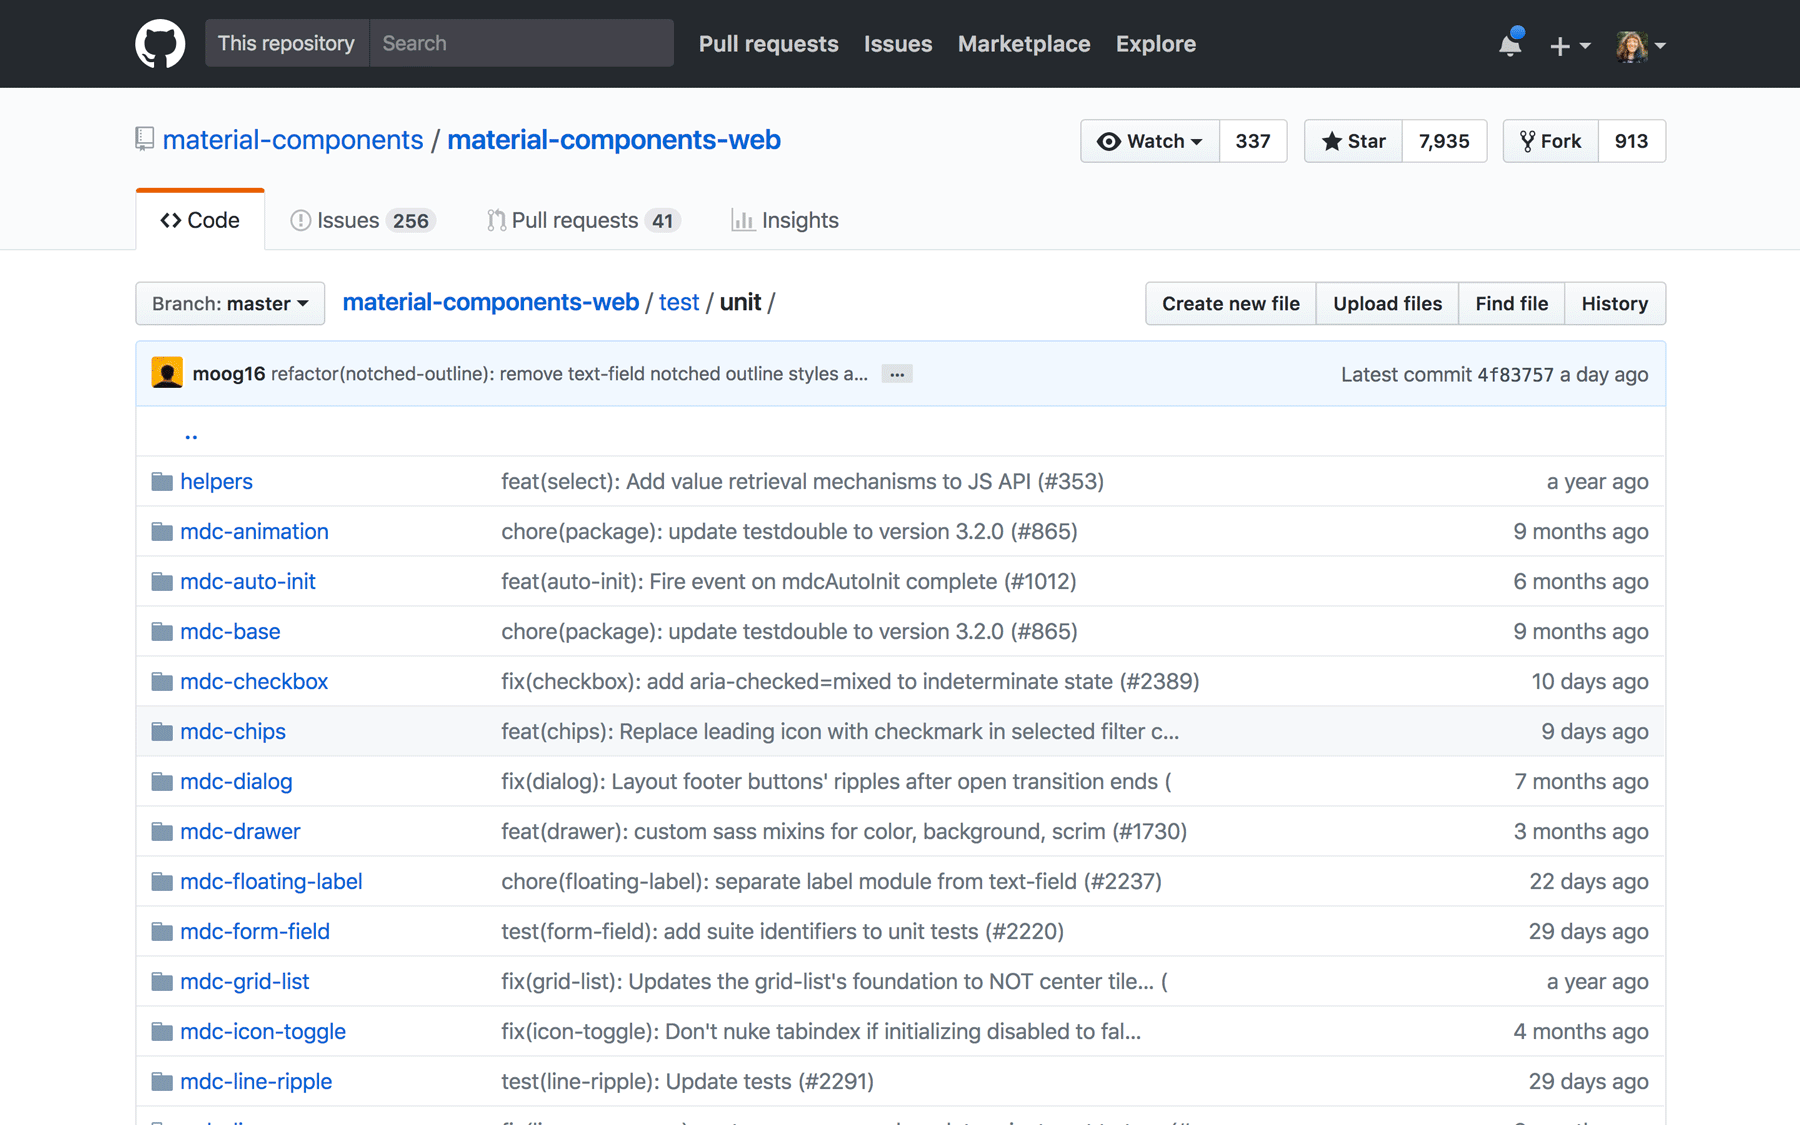 This repository Search Pull requests Issues Marketplace Explore
material-components / material-components-web Watch 337 Star 7,935 Fork 913
Code Issues 256 Pull requests 41 Insights
Branch: master material-components-web / test / unit / Create new file Upload files Find file History
moog16 refactor(notched-outline): remove text-field notched outline styles a... ... Latest commit 4f83757 a day ago
..
helpers feat(select): Add value retrieval mechanisms to JS API (#353) a year ago
mdc-animation chore(package): update testdouble to version 3.2.0 (#865) 9 months ago
mdc-auto-init feat(auto-init): Fire event on mdcAutoInit complete (#1012) 6 months ago
mdc-base chore(package): update testdouble to version 3.2.0 (#865) 9 months ago
mdc-checkbox fix(checkbox): add aria-checked=mixed to indeterminate state (#2389) 10 days ago
mdc-chips feat(chips): Replace leading icon with checkmark in selected filter c... 9 days ago
mdc-dialog fix(dialog): Layout footer buttons' ripples after open transition ends ( 7 months ago
mdc-drawer feat(drawer): custom sass mixins for color, background, scrim (#1730) 3 months ago
mdc-floating-label chore(floating-label): separate label module from text-field (#2237) 22 days ago
mdc-form-field test(form-field): add suite identifiers to unit tests (#2220) 29 days ago
mdc-grid-list fix(grid-list): Updates the grid-list's foundation to NOT center tile... ( a year ago
mdc-icon-toggle fix(icon-toggle): Don't nuke tabindex if initializing disabled to fal... 4 months ago
mdc-line-ripple test(line-ripple): Update tests (#2291) 29 days ago